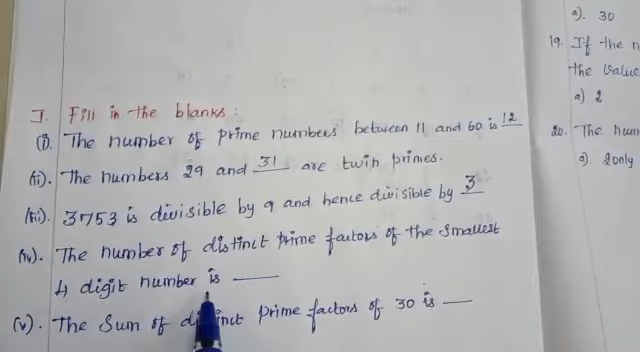 I. Fill in the blanks:
(i). The number of prime numbers between 11 and 60 is 12
(ii). The numbers 29 and 31 are twin primes.
(iii). 3753 is divisible by 9 and hence divisible by 3
(iv). The number of distinct prime factors of the smallest
4 digit number is ___
(v). The Sum of distinct prime factors of 30 is ___
a). 30
19. If the
the value
a) 2
20. The num
a) 2only